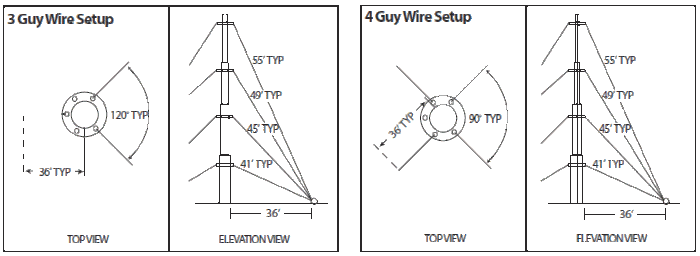 3 Guy Wire Setup
120° TYP
36' TYP
TOP VIEW
55' TYP
49' TYP
45' TYP
41' TYP
36'
ELEVATION VIEW
4 Guy Wire Setup
36' TYP
90° TYP
TOP VIEW
55' TYP
49' TYP
45' TYP
41' TYP
36'
ELEVATION VIEW